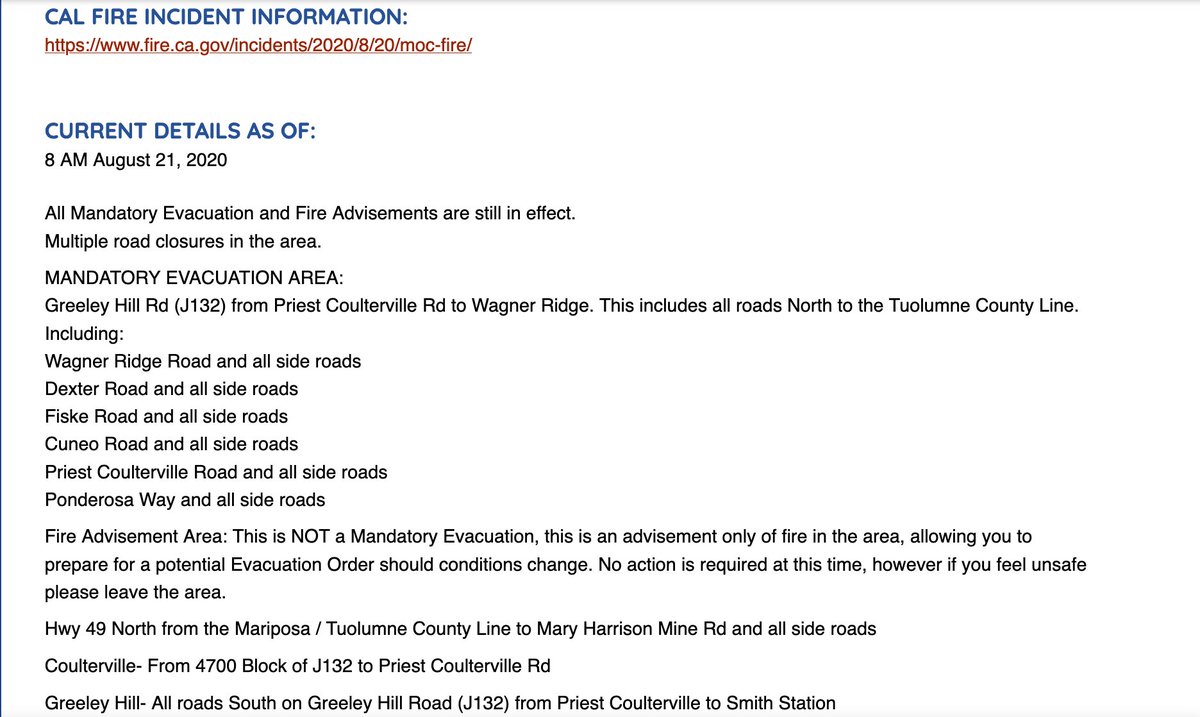 CAL FIRE INCIDENT INFORMATION:
https://www.fire.ca.gov/incidents/2020/8/20/moc-fire/
CURRENT DETAILS AS OF:
8 AM August 21, 2020
All Mandatory Evacuation and Fire Advisements are still in effect.
Multiple road closures in the area.
MANDATORY EVACUATION AREA:
Greeley Hill Rd (J132) from Priest Coulterville Rd to Wagner Ridge. This includes all roads North to the Tuolumne County Line.
Including:
Wagner Ridge Road and all side roads
Dexter Road and all side roads
Fiske Road and all side roads
Cuneo Road and all side roads
Priest Coulterville Road and all side roads
Ponderosa Way and all side roads
Fire Advisement Area: This is NOT a Mandatory Evacuation, this is an advisement only of fire in the area, allowing you to
prepare for a potential Evacuation Order should conditions change. No action is required at this time, however if you feel unsafe
please leave the area.
Hwy 49 North from the Mariposa / Tuolumne County Line to Mary Harrison Mine Rd and all side roads
Coulterville- From 4700 Block of J132 to Priest Coulterville Rd
Greeley Hill- All roads South on Greeley Hill Road (J132) from Priest Coulterville to Smith Station